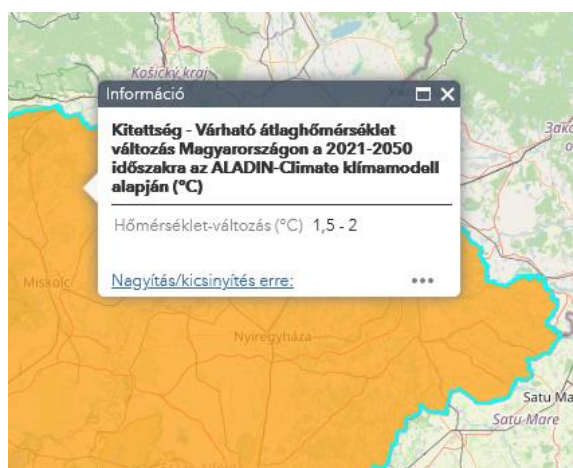 Košický kraj
Információ
Kitettség - Várható átlaghőmérséklet
változás Magyarországon a 2021-2050
időszakra az ALADIN-Climate klímamodell
alapján (°C)
Hőmérséklet-változás (°C) 1,5 - 2
Nagyítás/kicsinyítés erre:
Miskolc
Nyíregyháza
Satu Ma
Satu Mare